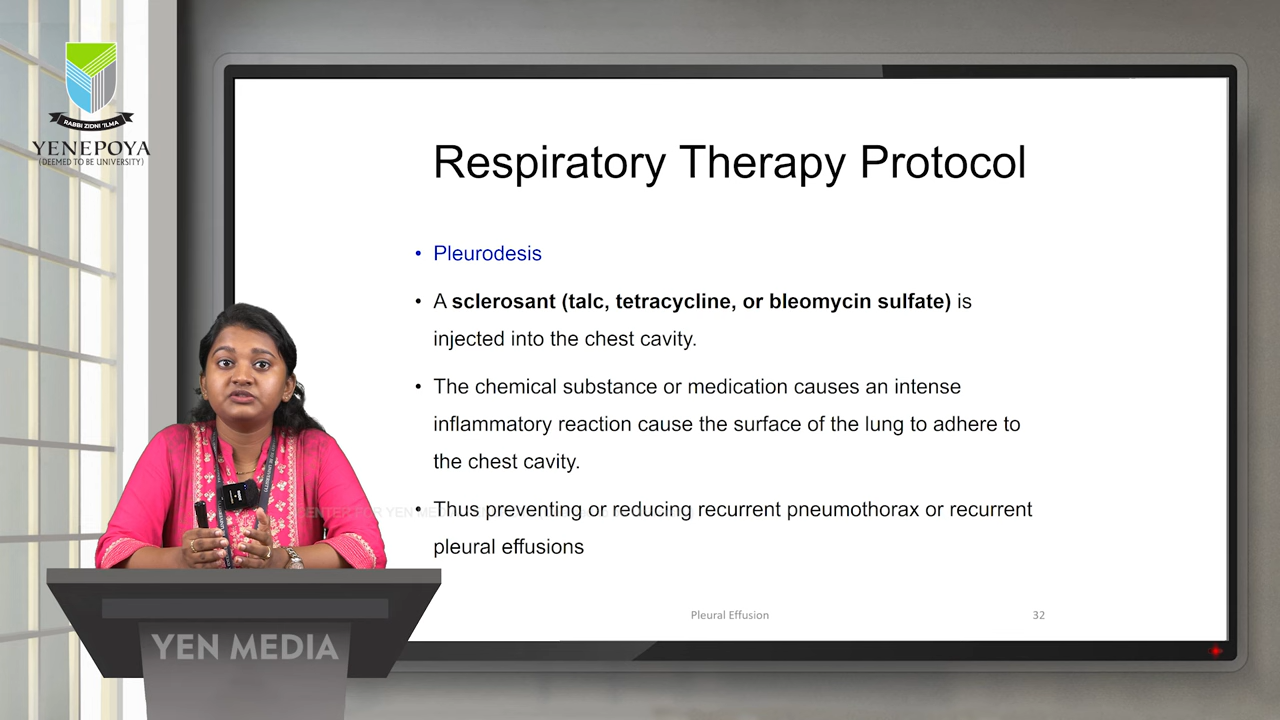 RABBI ZIDNI 'ILMA
YENEPOYA
(DEEMED TO BE UNIVERSITY)
Respiratory Therapy Protocol
• Pleurodesis
• A sclerosant (talc, tetracycline, or bleomycin sulfate) is
injected into the chest cavity.
• The chemical substance or medication causes an intense
inflammatory reaction cause the surface of the lung to adhere to
the chest cavity.
• Thus preventing or reducing recurrent pneumothorax or recurrent
pleural effusions
CENTER FOR YEN
Pleural Effusion
32
YEN MEDIA